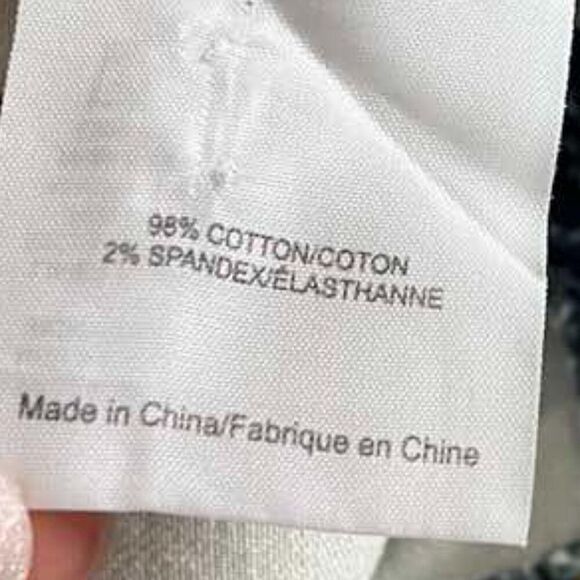 98% COTTON/COTON
2% SPANDEX/ÉLASTHANNE
Made in China/Fabrique en Chine